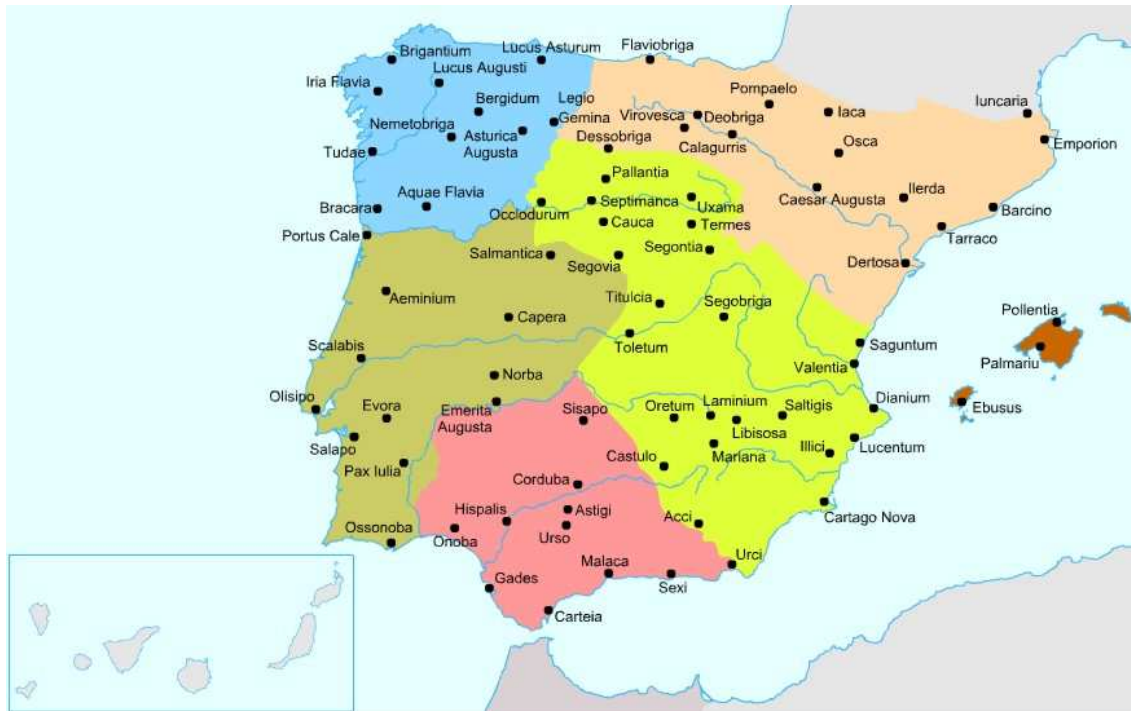 Brigantium
Lucus Asturum
Flaviobriga
Lucus Augusti
Iria Flavia
Bergidum
Legio
Gemina
Pompaelo
Iaca
Iuncaria
Virovesca
Deobriga
Nemetobriga
Asturica
Augusta
Dessobriga
Calagurris
Osca
Emporion
Tudae
Pallantia
Aquae Flavia
Septimanca
Uxama
Caesar Augusta
Ilerda
Bracara
Occlodurum
Cauca
Termes
Barcino
Portus Cale
Tarraco
Salmantica
Segovia
Segontia
Dertosa
Aeminium
Titulcia
Segobriga
Capera
Pollentia
Toletum
Saguntum
Scalabis
Valentia
Palmariu
Norba
Olisipo
Evora
Emerita
Augusta
Sisapo
Oretum
Laminium
Saltigis
Dianium
Ebusus
Libisosa
Salapo
Mariana
Illici
Lucentum
Pax Iulia
Castulo
Corduba
Cartago Nova
Hispalis
Astigi
Acci
Ossonoba
Onoba
Urso
Urci
Malaca
Gades
Sexi
Carteia